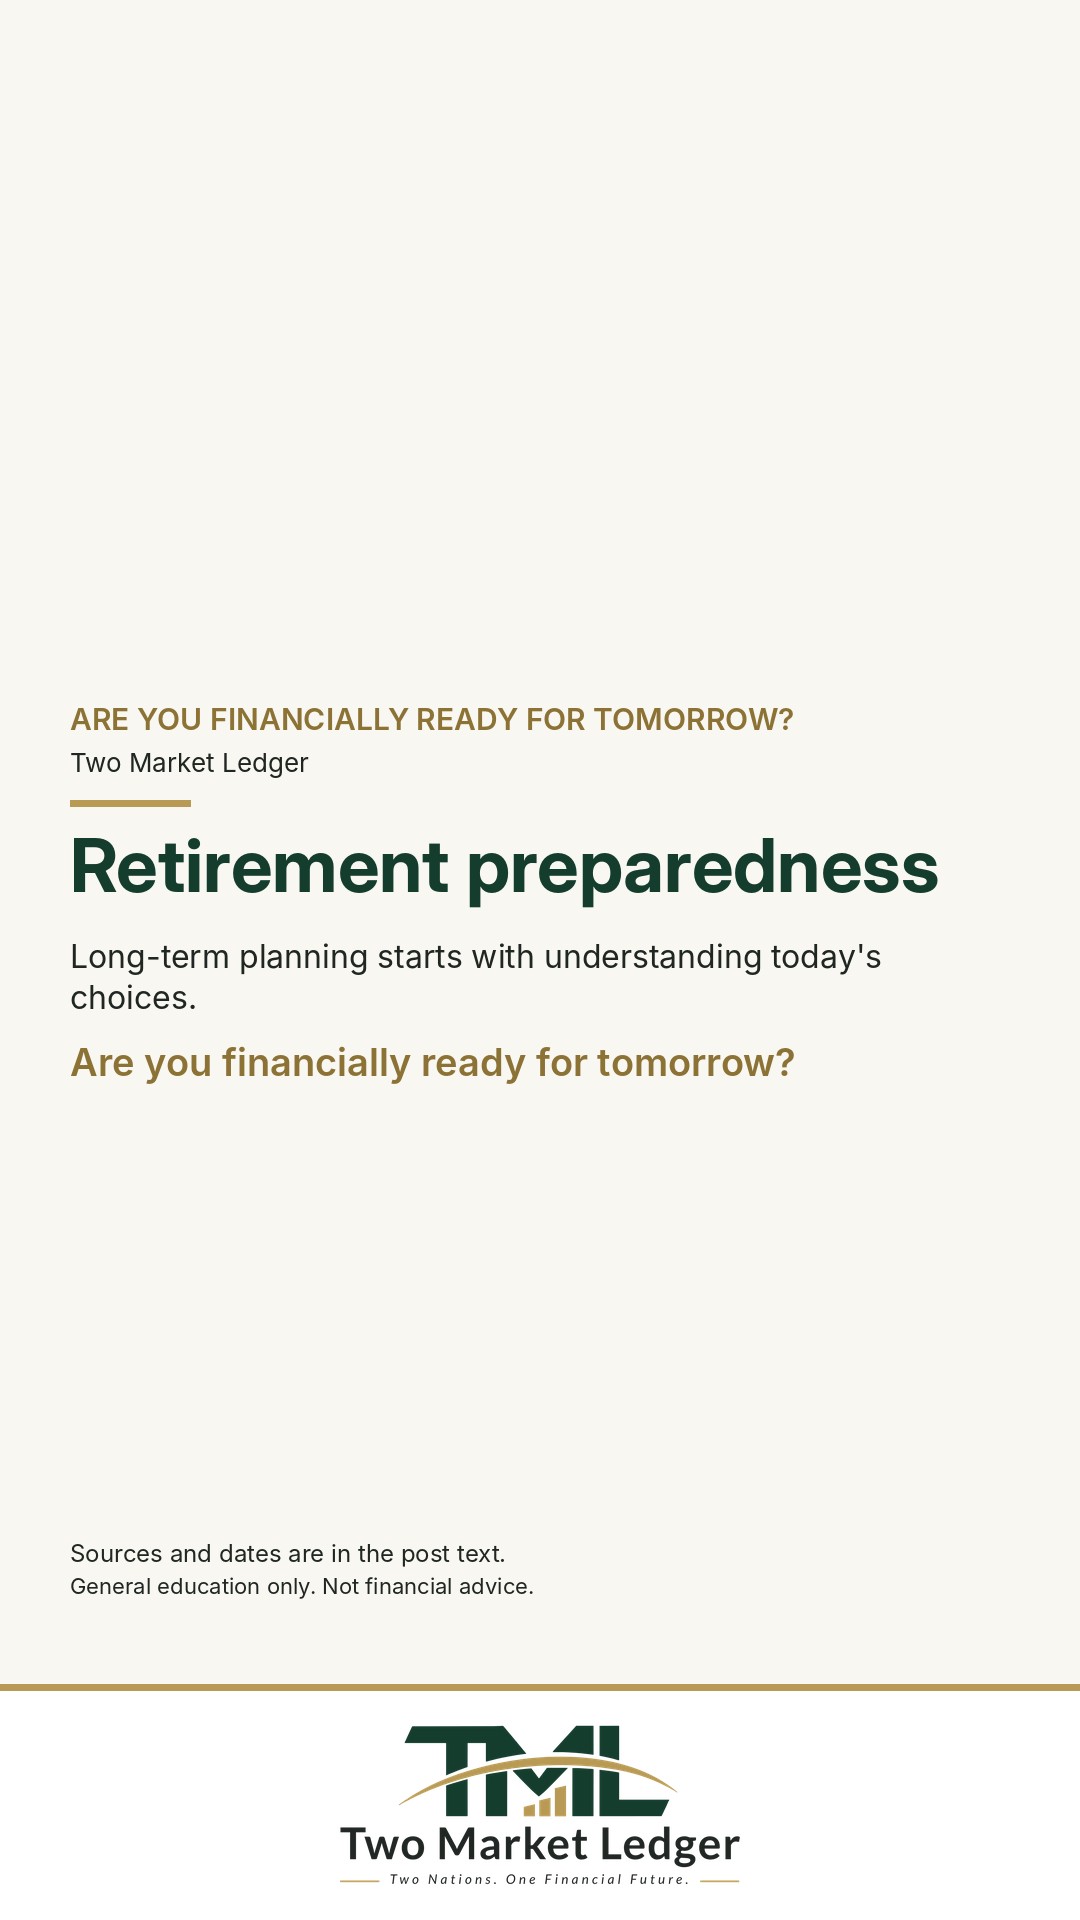 ARE YOU FINANCIALLY READY FOR TOMORROW?
Two Market Ledger
Retirement preparedness
Long-term planning starts with understanding today's
choices.
Are you financially ready for tomorrow?
Sources and dates are in the post text.
General education only. Not financial advice.
TML
Two Market Ledger
Two Nations. One Financial Future.